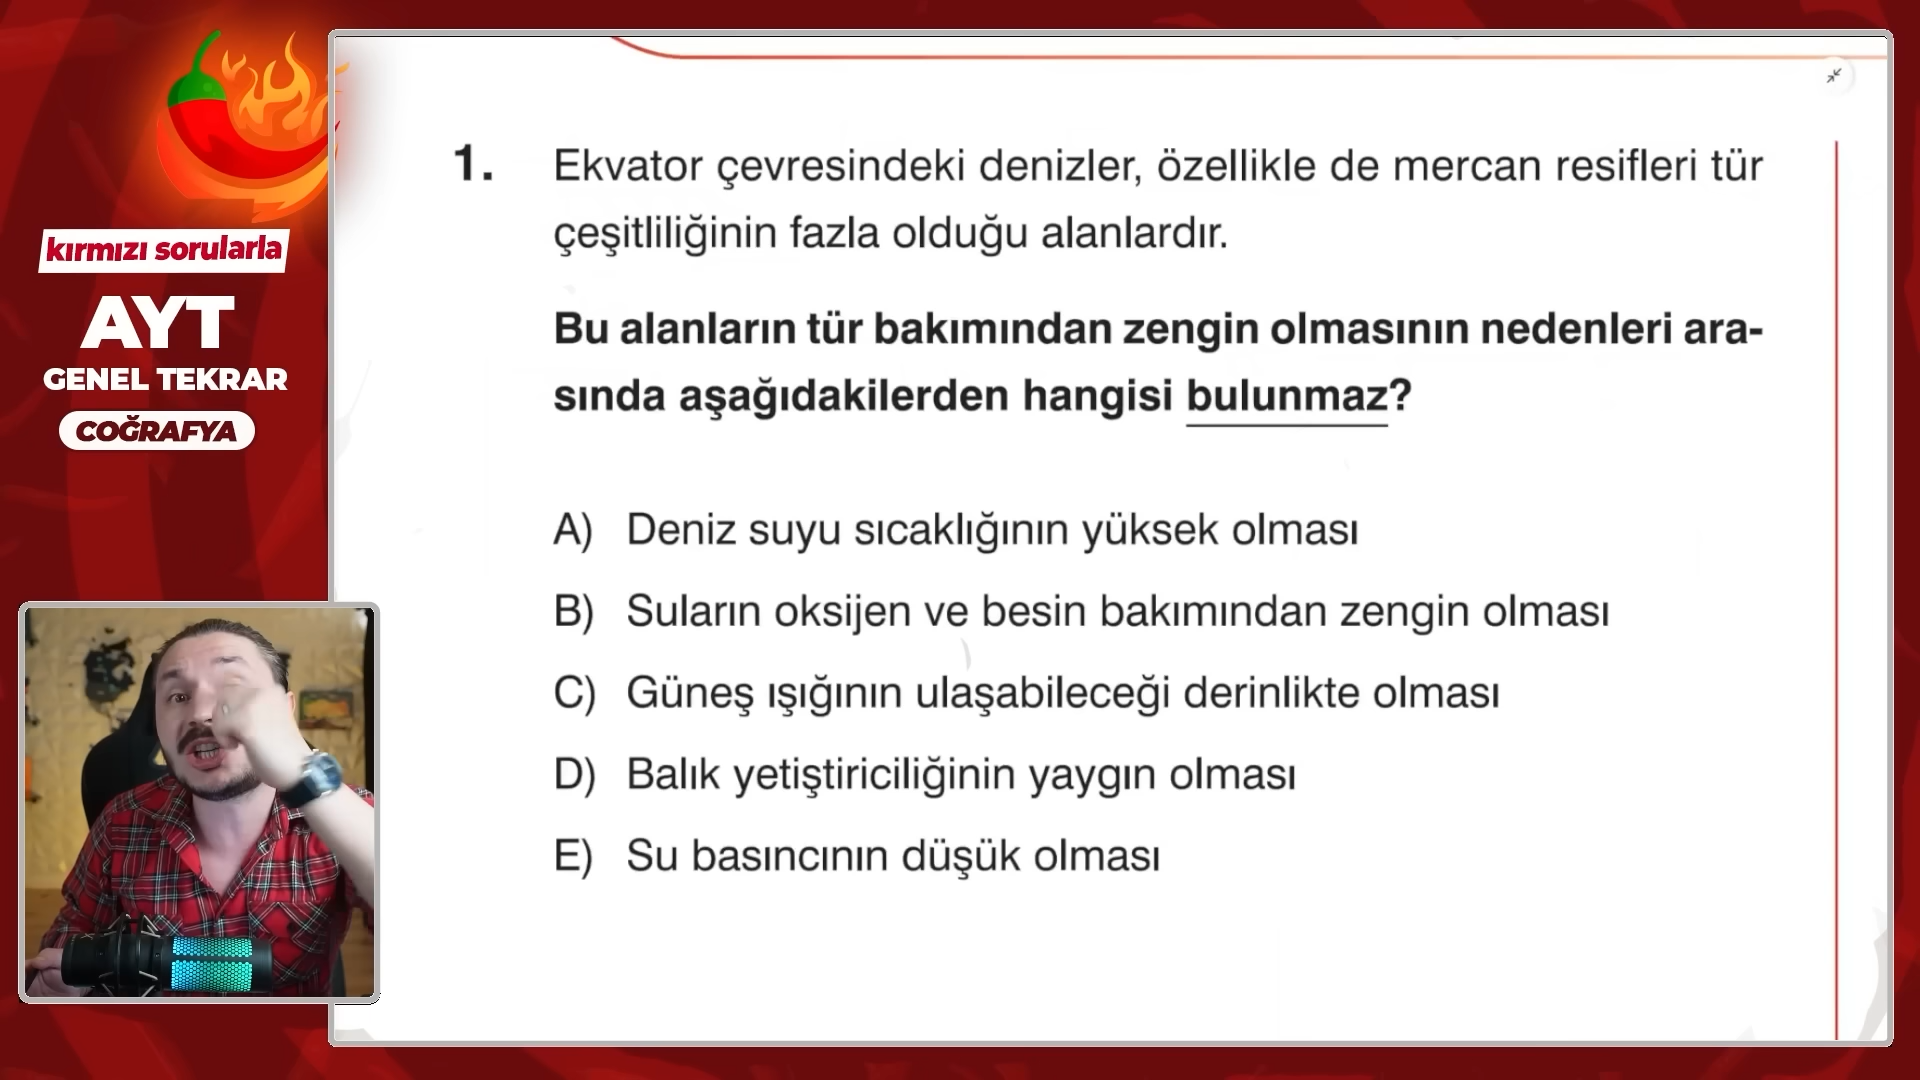 kırmızı sorularla
AYT
GENEL TEKRAR
COĞRAFYA
1. Ekvator çevresindeki denizler, özellikle de mercan resifleri tür
çeşitliliğinin fazla olduğu alanlardır.
Bu alanların tür bakımından zengin olmasının nedenleri ara-
sında aşağıdakilerden hangisi bulunmaz?
A) Deniz suyu sıcaklığının yüksek olması
B) Suların oksijen ve besin bakımından zengin olması
C) Güneş ışığının ulaşabileceği derinlikte olması
D) Balık yetiştiriciliğinin yaygın olması
E) Su basıncının düşük olması